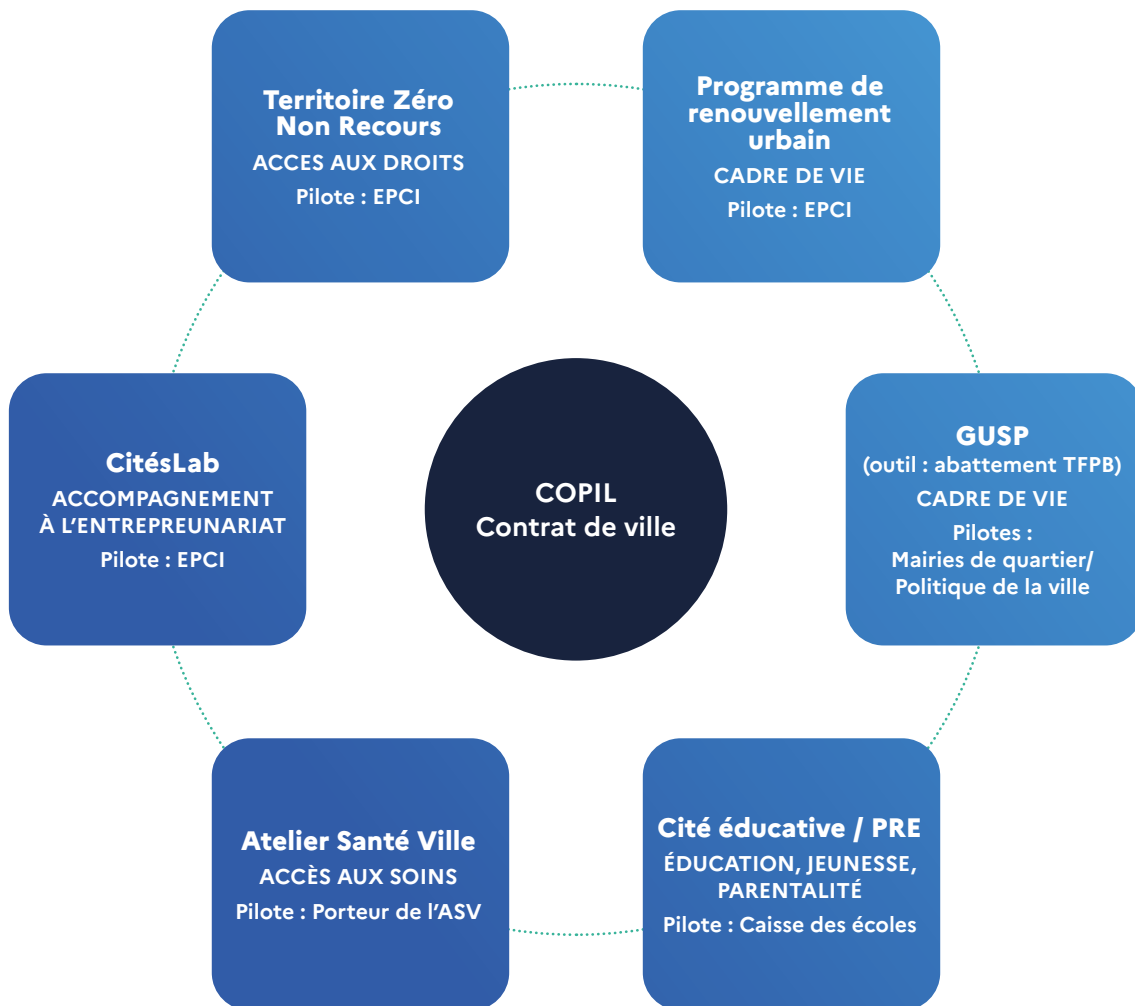 Territoire Zéro
Non Recours
ACCES AUX DROITS
Pilote : EPCI
Programme de
renouvellement
urbain
CADRE DE VIE
Pilote : EPCI
CitésLab
ACCOMPAGNEMENT
À L’ENTREPREUNARIAT
Pilote : EPCI
COPIL
Contrat de ville
GUSP
(outil : abattement TFPB)
CADRE DE VIE
Pilotes :
Mairies de quartier/
Politique de la ville
Atelier Santé Ville
ACCÈS AUX SOINS
Pilote : Porteur de l’ASV
Cité éducative / PRE
ÉDUCATION, JEUNESSE,
PARENTALITÉ
Pilote : Caisse des écoles